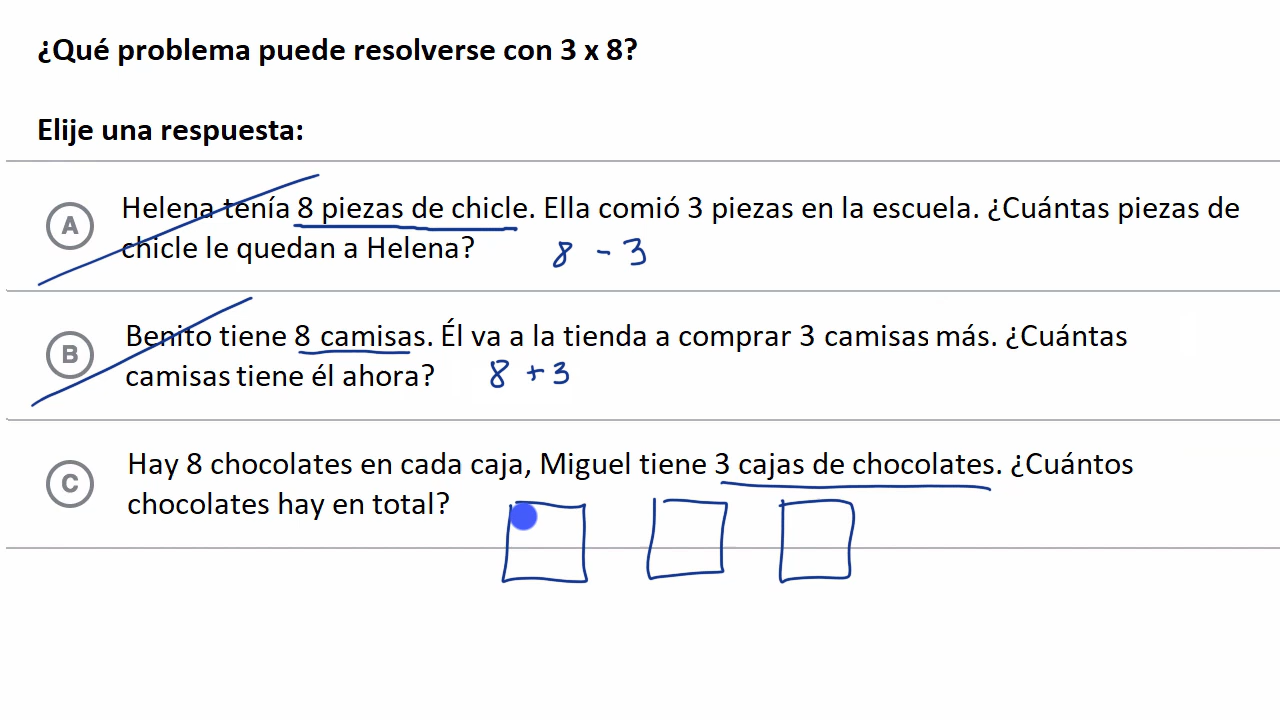 ¿Qué problema puede resolverse con 3 x 8?
Elije una respuesta:
A
Helena tenía 8 piezas de chicle. Ella comió 3 piezas en la escuela. ¿Cuántas piezas de
chicle le quedan a Helena?
8 - 3
B
Benito tiene 8 camisas. Él va a la tienda a comprar 3 camisas más. ¿Cuántas
camisas tiene él ahora?
8 + 3
C
Hay 8 chocolates en cada caja, Miguel tiene 3 cajas de chocolates. ¿Cuántos
chocolates hay en total?